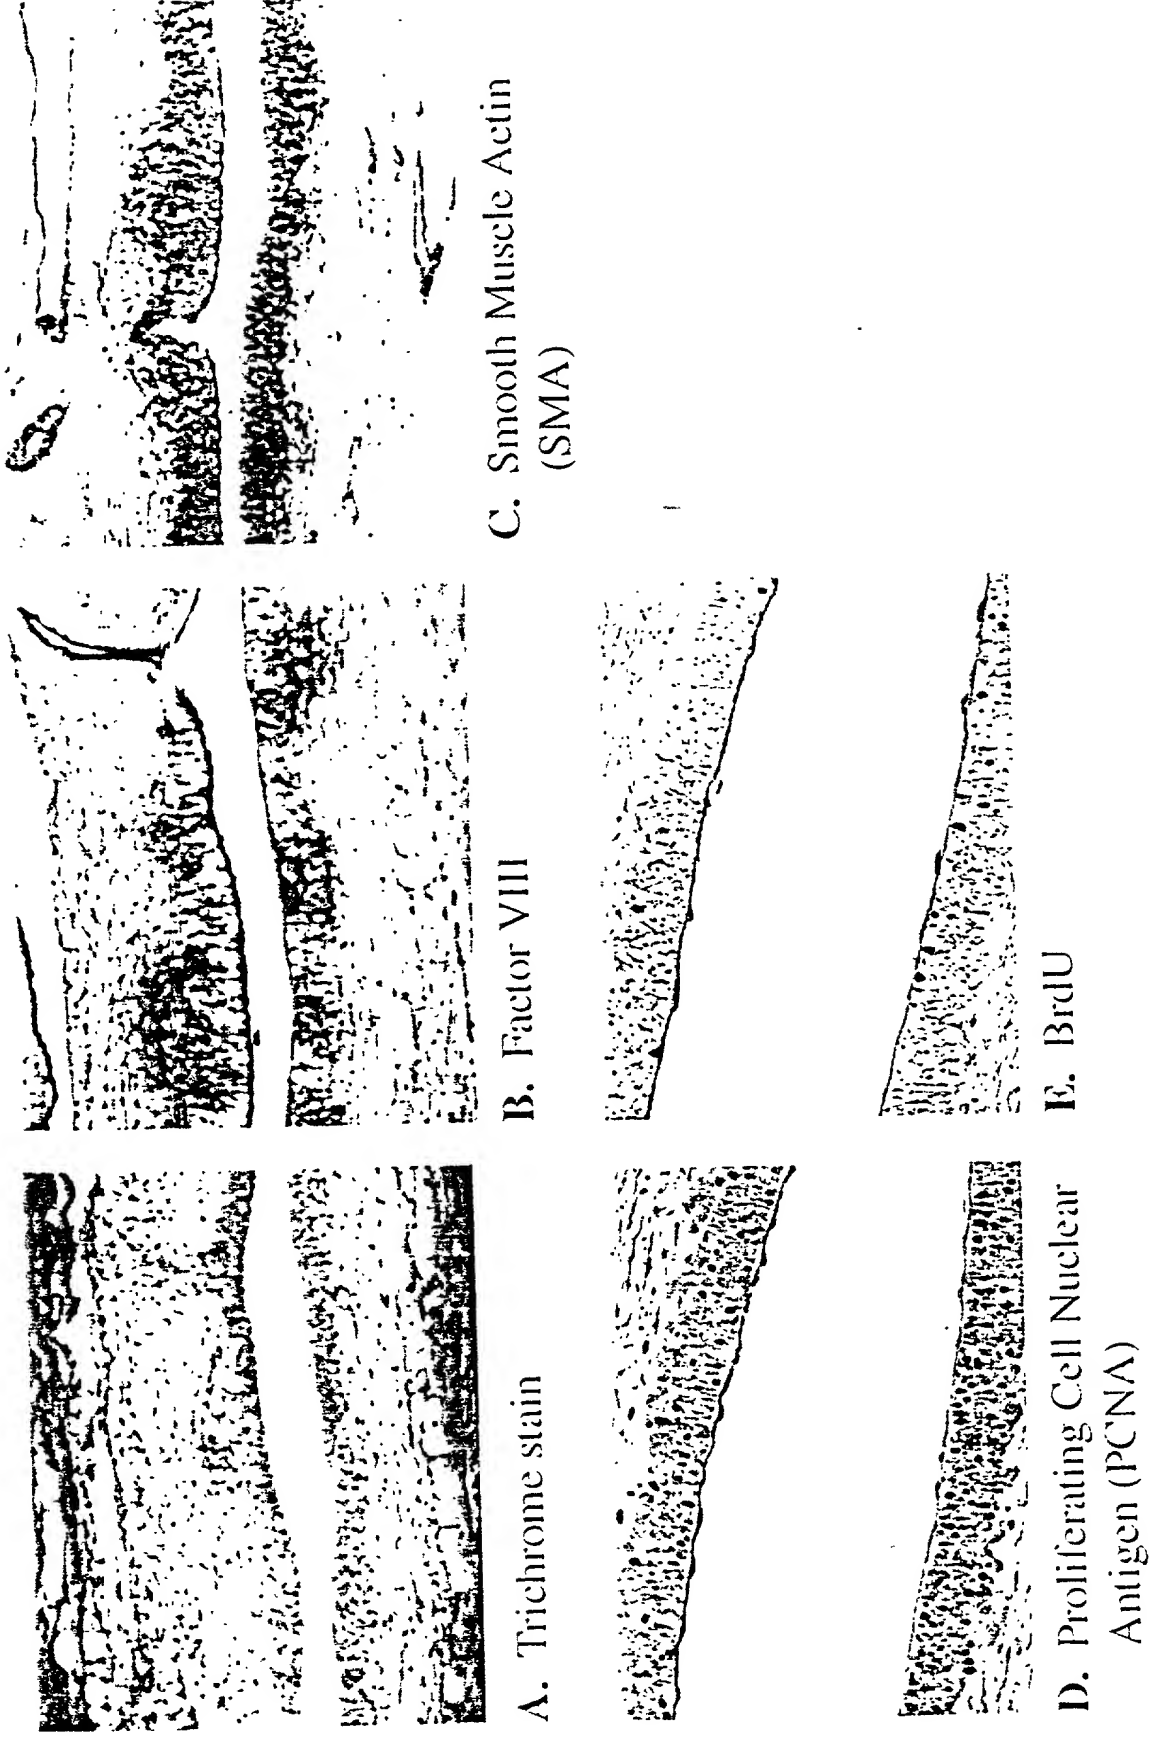 A. Trichrome stain
B. Factor VIII
C. Smooth Muscle Actin
(SMA)
D. Proliferating Cell Nuclear
Antigen (PCNA)
E. BrdU